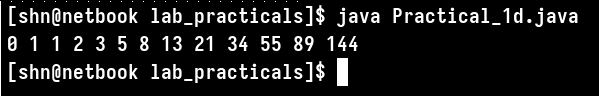 [shn@netbook lab_practicals]$ java Practical_1d.java
0 1 1 2 3 5 8 13 21 34 55 89 144
[shn@netbook lab_practicals]$